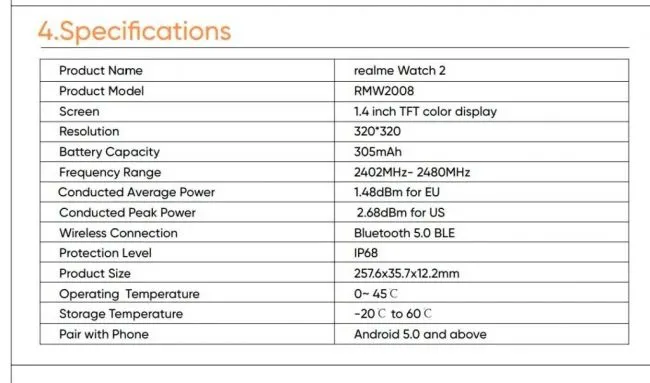 4.Specifications
Product Name realme Watch 2
Product Model RMW2008
Screen 1.4 inch TFT color display
Resolution 320*320
Battery Capacity 305mAh
Frequency Range 2402MHz- 2480MHz
Conducted Average Power 1.48dBm for EU
Conducted Peak Power 2.68dBm for US
Wireless Connection Bluetooth 5.0 BLE
Protection Level IP68
Product Size 257.6x35.7x12.2mm
Operating Temperature 0~ 45℃
Storage Temperature -20℃ to 60℃
Pair with Phone Android 5.0 and above